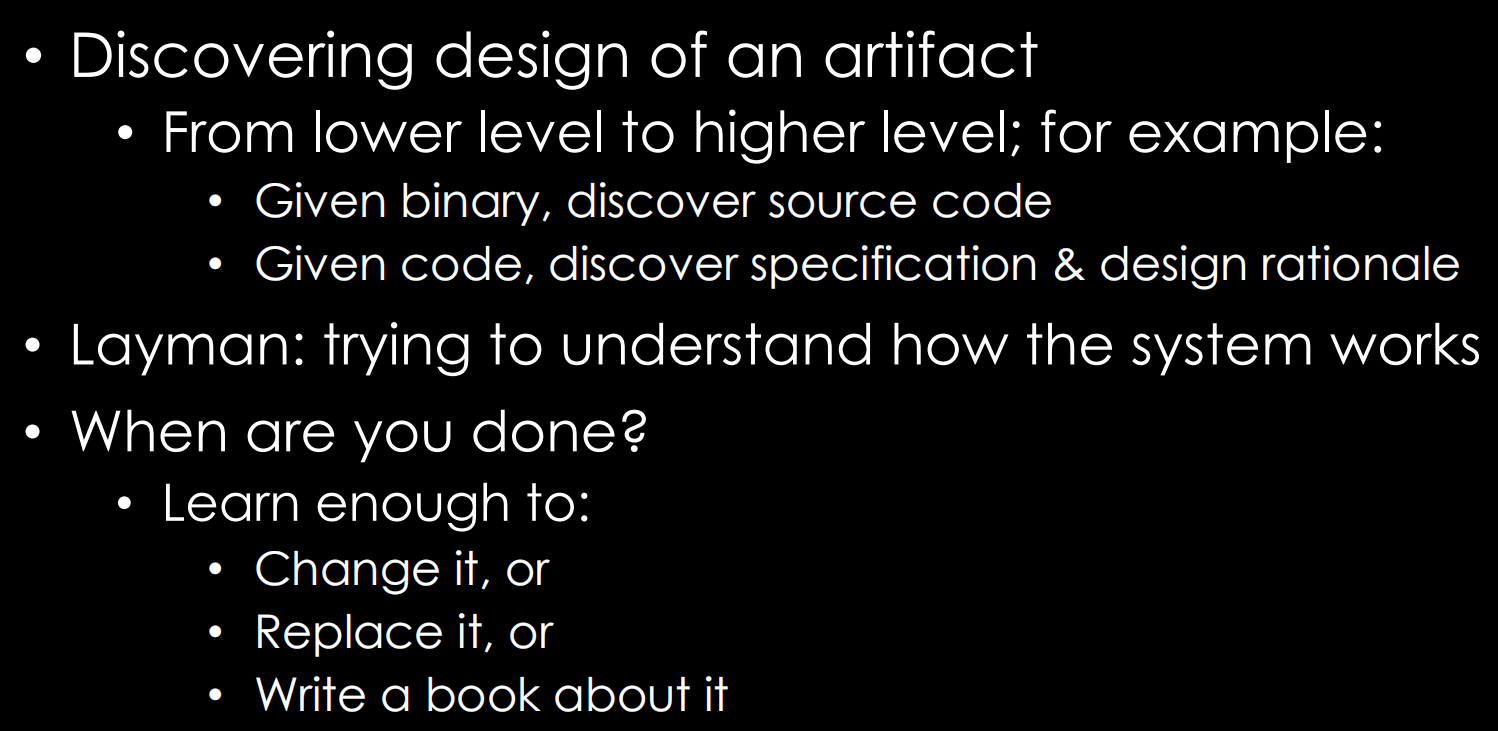 • Discovering design of an artifact
• From lower level to higher level; for example:
• Given binary, discover source code
• Given code, discover specification & design rationale
• Layman: trying to understand how the system works
• When are you done?
• Learn enough to:
• Change it, or
• Replace it, or
• Write a book about it